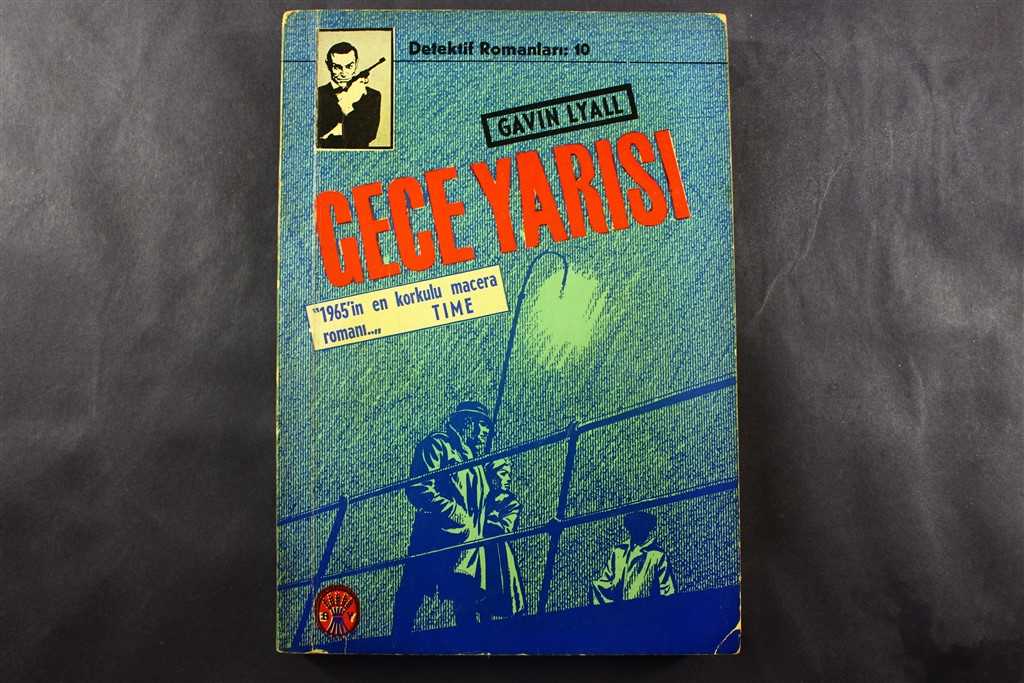 Detektif Romanları: 10
GAVIN LYALL
GECE YARISI
"1965'in en korkulu macera
romanı..„ TIME